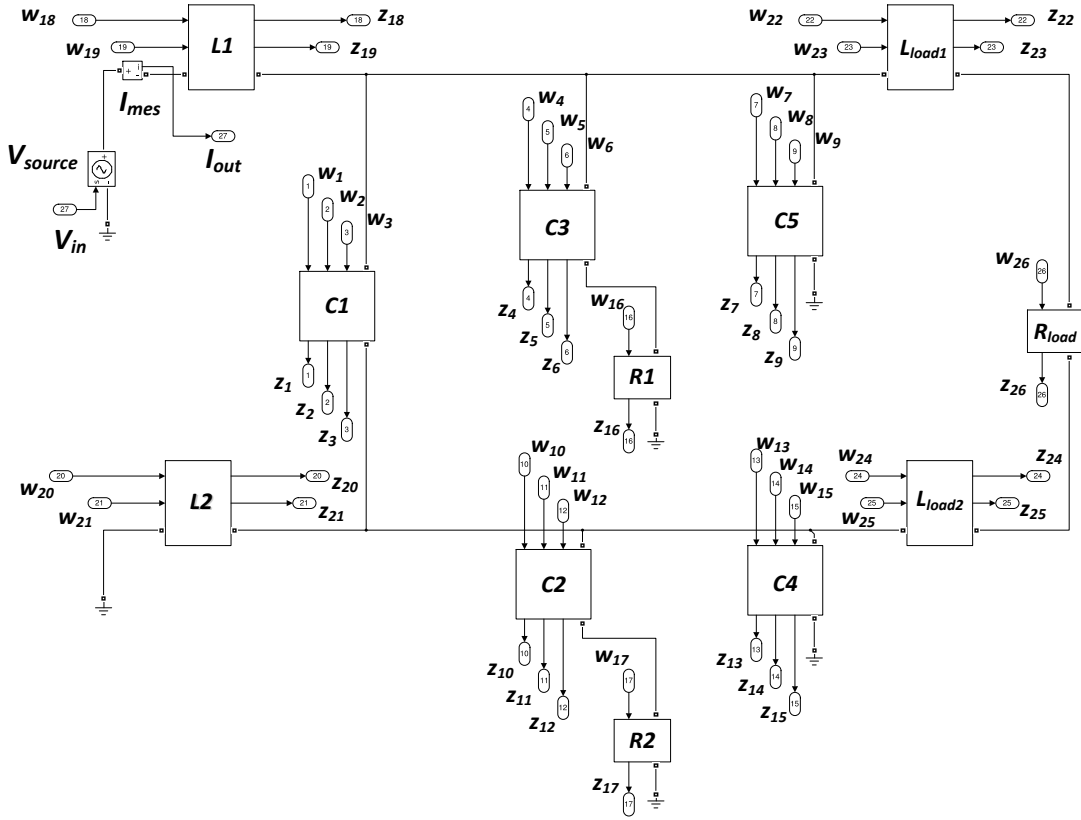 w18 18 L1 18 z18
w19 19 19 z19
+ i -
Imes
27
Iout
Vsource
+ s -
27
Vin
w22 22 Lload1 22 z22
w23 23 23 z23
w4 4
w5 5
w6 6
C3
z4 4
z5 5
z6 6
w7 7
w8 8
w9 9
C5
z7 7
z8 8
z9 9
w1 1
w2 2
w3 3
C1
z1 1
z2 2
z3 3
w16 16
R1
z16 16
w26 26
Rload
z26 26
w20 20 L2 20 z20
w21 21 21 z21
w10 10
w11 11
w12 12
C2
z10 10
z11 11
z12 12
w17 17
R2
z17 17
w13 13
w14 14
w15 15
C4
z13 13
z14 14
z15 15
w24 24 Lload2 24 z24
w25 25 25 z25